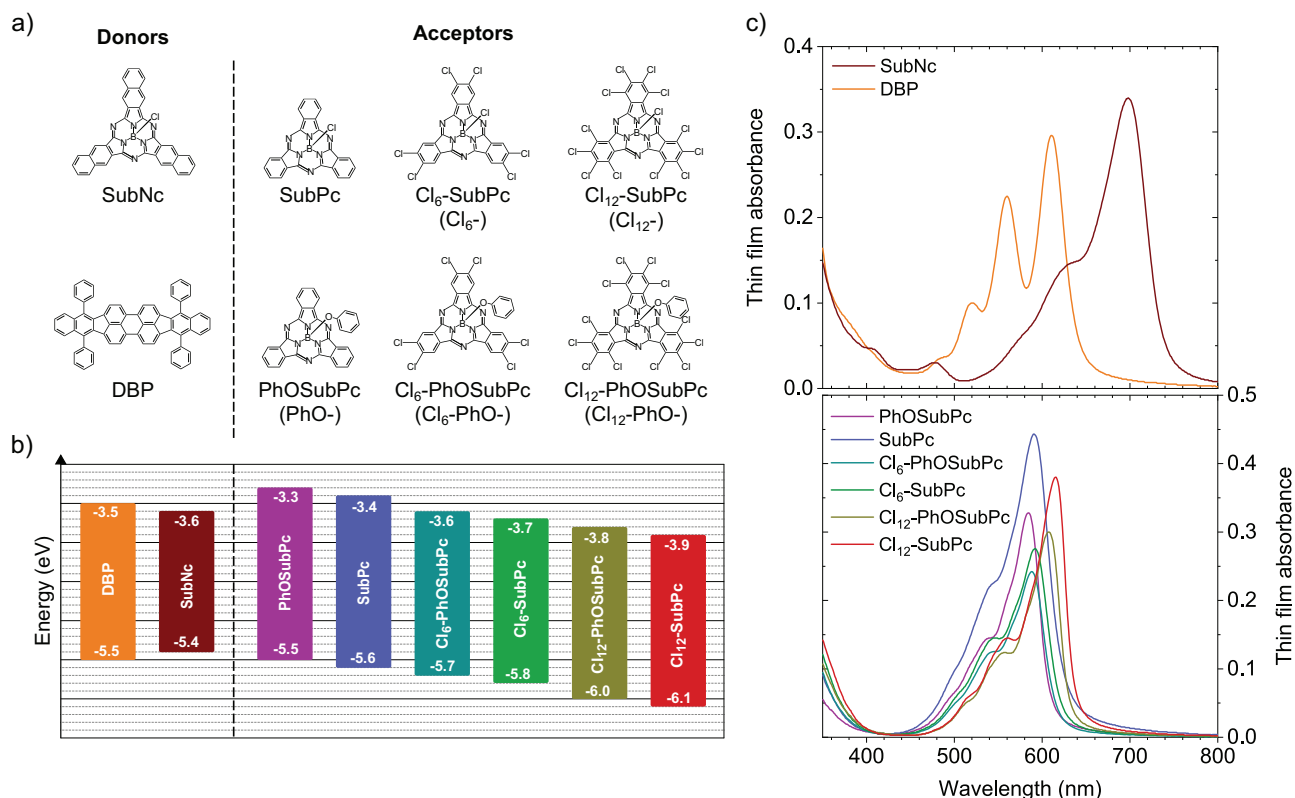 a)
Donors
Acceptors
SubNc
SubPc
Cl₆-SubPc
(Cl₆-)
Cl₁₂-SubPc
(Cl₁₂-)
DBP
PhOSubPc
(PhO-)
Cl₆-PhOSubPc
(Cl₆-PhO-)
Cl₁₂-PhOSubPc
(Cl₁₂-PhO-)
b)
Energy (eV)
-3.5
DBP
-5.5
-3.6
SubNc
-5.4
-3.3
PhOSubPc
-5.5
-3.4
SubPc
-5.6
-3.6
Cl₆-PhOSubPc
-5.7
-3.7
Cl₆-SubPc
-5.8
-3.8
Cl₁₂-PhOSubPc
-6.0
-3.9
Cl₁₂-SubPc
-6.1
c)
SubNc
DBP
Thin film absorbance
0.4
0.3
0.2
0.1
0.0
PhOSubPc
SubPc
Cl₆-PhOSubPc
Cl₆-SubPc
Cl₁₂-PhOSubPc
Cl₁₂-SubPc
0.5
0.4
0.3
0.2
0.1
0.0
Thin film absorbance
400 500 600 700 800
Wavelength (nm)